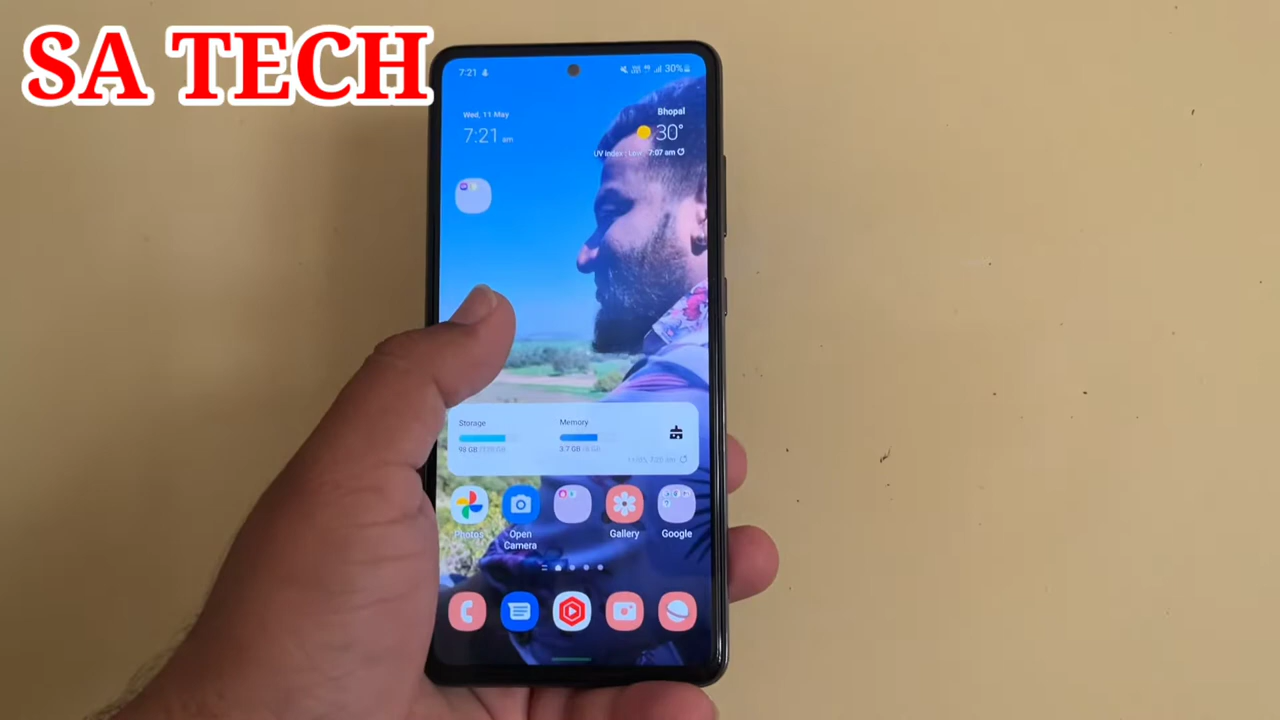 SA TECH
7:21
30%
Wed, 11 May
7:21 am
Bhopal
30°
UV index : Low, 7:07 am
Storage
Memory
98 GB
3.7 GB
Photos
Open
Camera
Gallery
Google